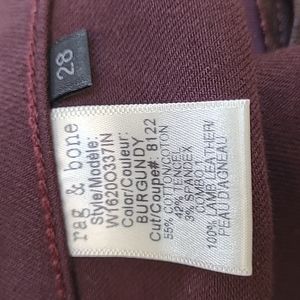 28
rag & bone
Style/Modèle:
W1620O337IN
Color/Couleur:
BURGUNDY
Cut/Coupe#: B122
55% COTTON/COTON
42% TENCEL
3% SPANDEX
COMBO
100% LAMB LEATHER/
PEAU D'AGNEAU